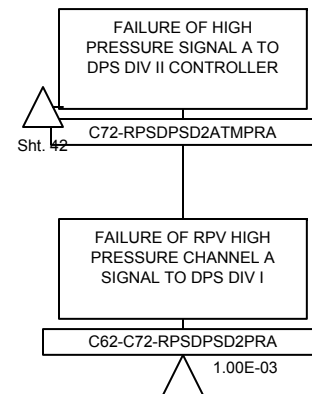 FAILURE OF HIGH
PRESSURE SIGNAL A TO
DPS DIV II CONTROLLER
C72-RPSDPSD2ATMPRA
Sht. 42
FAILURE OF RPV HIGH
PRESSURE CHANNEL A
SIGNAL TO DPS DIV I
C62-C72-RPSDPSD2PRA
1.00E-03